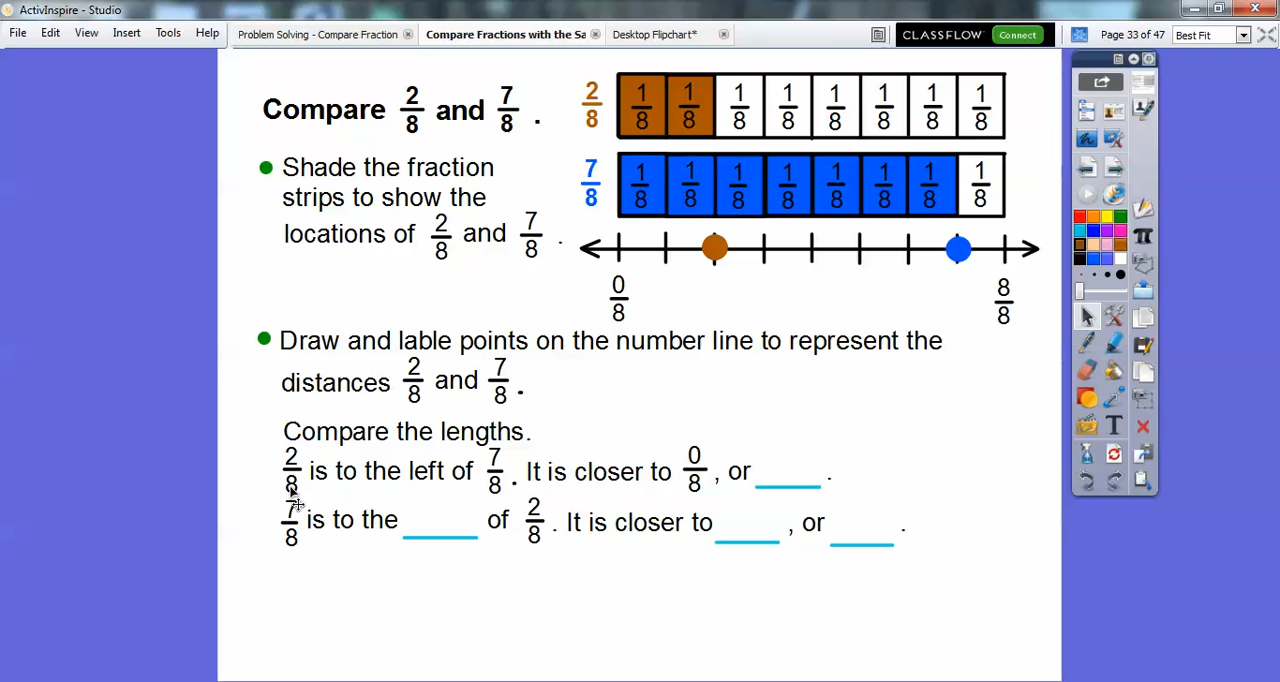 ActivInspire - Studio
File Edit View Insert Tools Help Problem Solving - Compare Fraction Compare Fractions with the Sa Desktop Flipchart* CLASSFLOW Connect Page 33 of 47 Best Fit
Compare 2/8 and 7/8 .
2/8 1/8 1/8 1/8 1/8 1/8 1/8 1/8 1/8
Shade the fraction
strips to show the
locations of 2/8 and 7/8 .
7/8 1/8 1/8 1/8 1/8 1/8 1/8 1/8 1/8
0/8 8/8
Draw and lable points on the number line to represent the
distances 2/8 and 7/8 .
Compare the lengths.
2/8 is to the left of 7/8 . It is closer to 0/8 , or ____ .
7/8 is to the ____ of 2/8 . It is closer to ____ , or ____ .